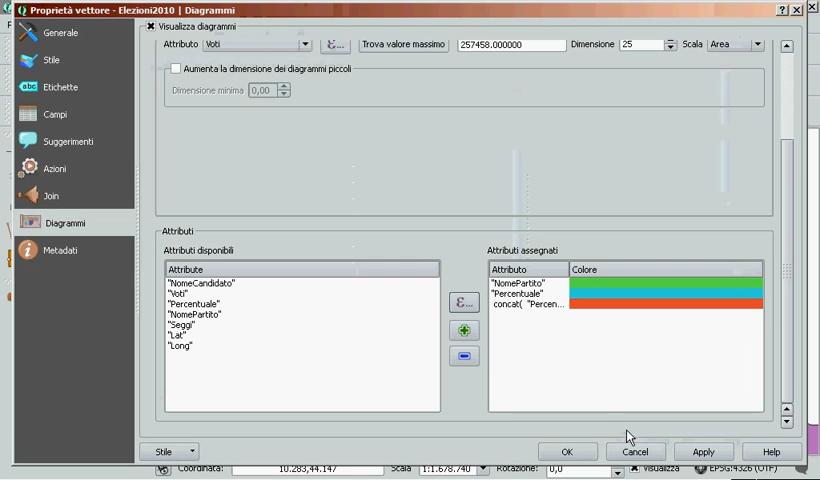 Proprietà vettore - Elezioni2010 | Diagrammi
Generale
Stile
Etichette
Campi
Suggerimenti
Azioni
Join
Diagrammi
Metadati
Visualizza diagrammi
Attributo Voti ε... Trova valore massimo 257458.000000 Dimensione 25 Scala Area
Aumenta la dimensione dei diagrammi piccoli
Dimensione minima 0,00
Attributi
Attributi disponibili
Attribute
"NomeCandidato"
"Voti"
"Percentuale"
"NomePartito"
"Seggi"
"Lat"
"Long"
ε...
Attributi assegnati
Attributo Colore
"NomePartito"
"Percentuale"
concat( "Percen...
Stile OK Cancel Apply Help
Coordinata: 10.283,44.147 Scala 1:1.678.740 Rotazione: 0,0 Visualizza EPSG:4326 (OTF)